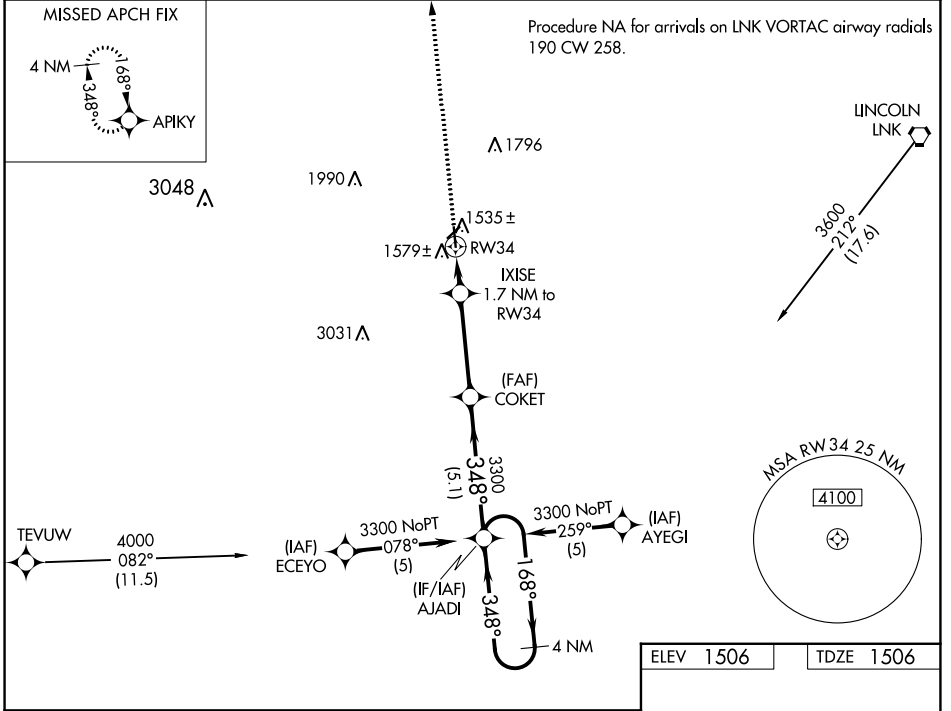 MISSED APCH FIX
4 NM
168°
348°
APIKY
Procedure NA for arrivals on LNK VORTAC airway radials
190 CW 258.
LINCOLN
LNK
3600
212°
(17.6)
1796
1990
3048
1535 ±
1579 ±
RW34
IXISE
1.7 NM to
RW34
3031
(FAF)
COKET
3300
348°
(5.1)
MSA RW 34 25 NM
4100
TEVUW
4000
082°
(11.5)
3300 NoPT
078°
(5)
(IAF)
ECEYO
3300 NoPT
259°
(5)
(IAF)
AYEGI
(IF/IAF)
AJADI
168°
348°
4 NM
ELEV 1506
TDZE 1506